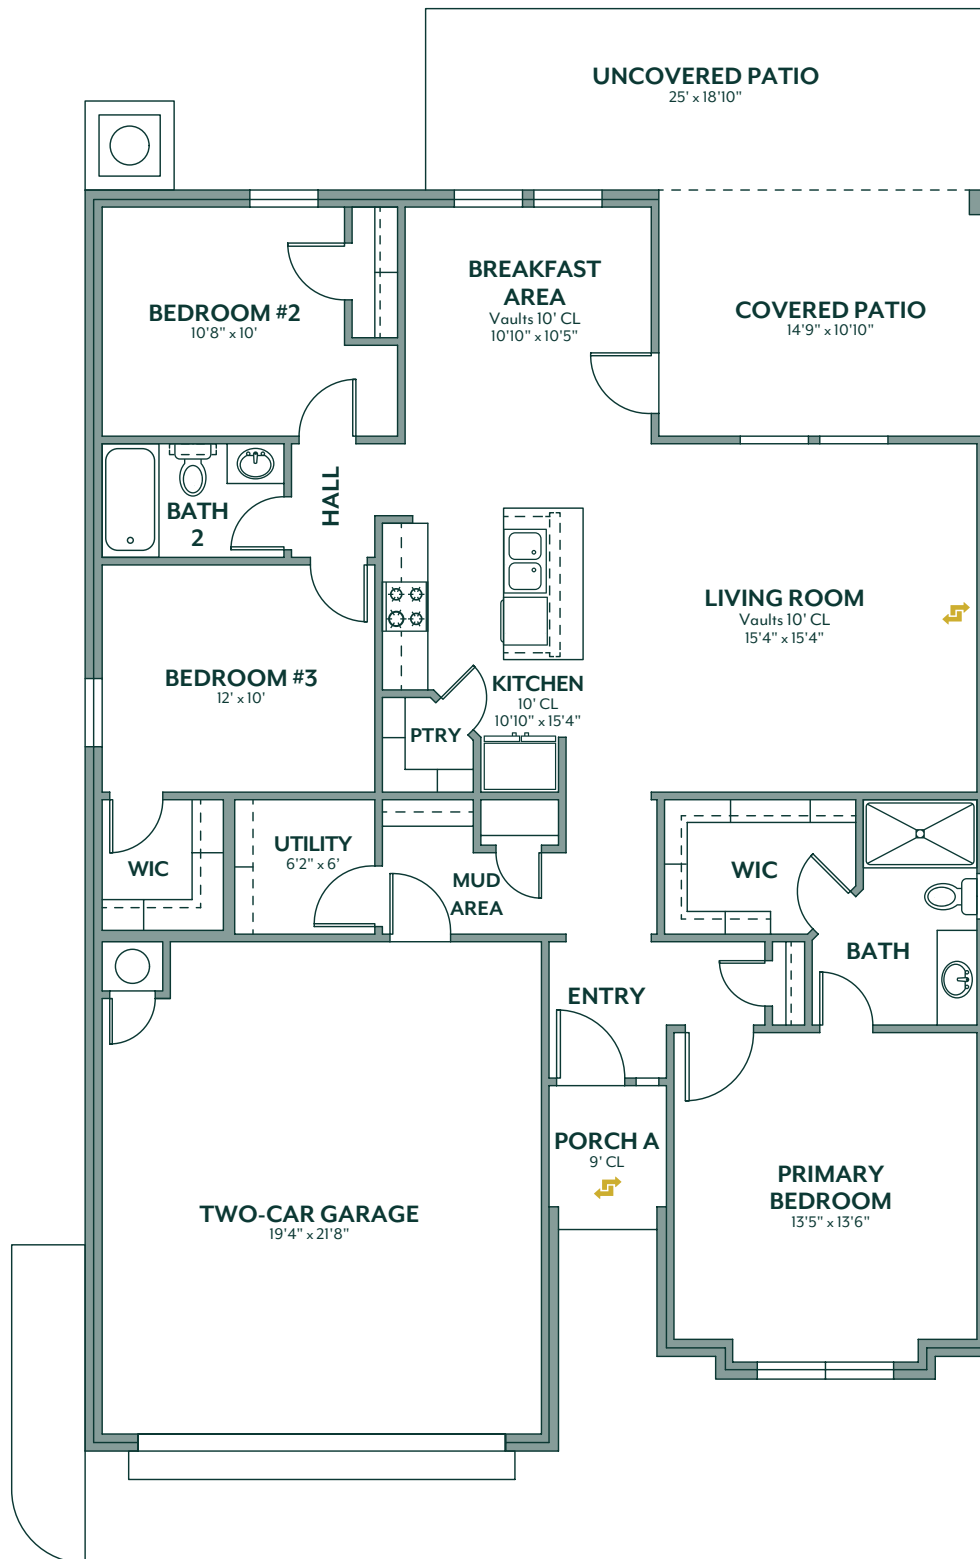 UNCOVERED PATIO
25' x 18'10"
BREAKFAST
AREA
Vaults 10' CL
10'10" x 10'5"
BEDROOM #2
10'8" x 10'
COVERED PATIO
14'9" x 10'10"
HALL
BATH
2
LIVING ROOM
Vaults 10' CL
15'4" x 15'4"
BEDROOM #3
12' x 10'
KITCHEN
10' CL
10'10" x 15'4"
PTRY
UTILITY
6'2" x 6'
WIC
MUD
AREA
WIC
BATH
ENTRY
PORCH A
9' CL
PRIMARY
BEDROOM
13'5" x 13'6"
TWO-CAR GARAGE
19'4" x 21'8"